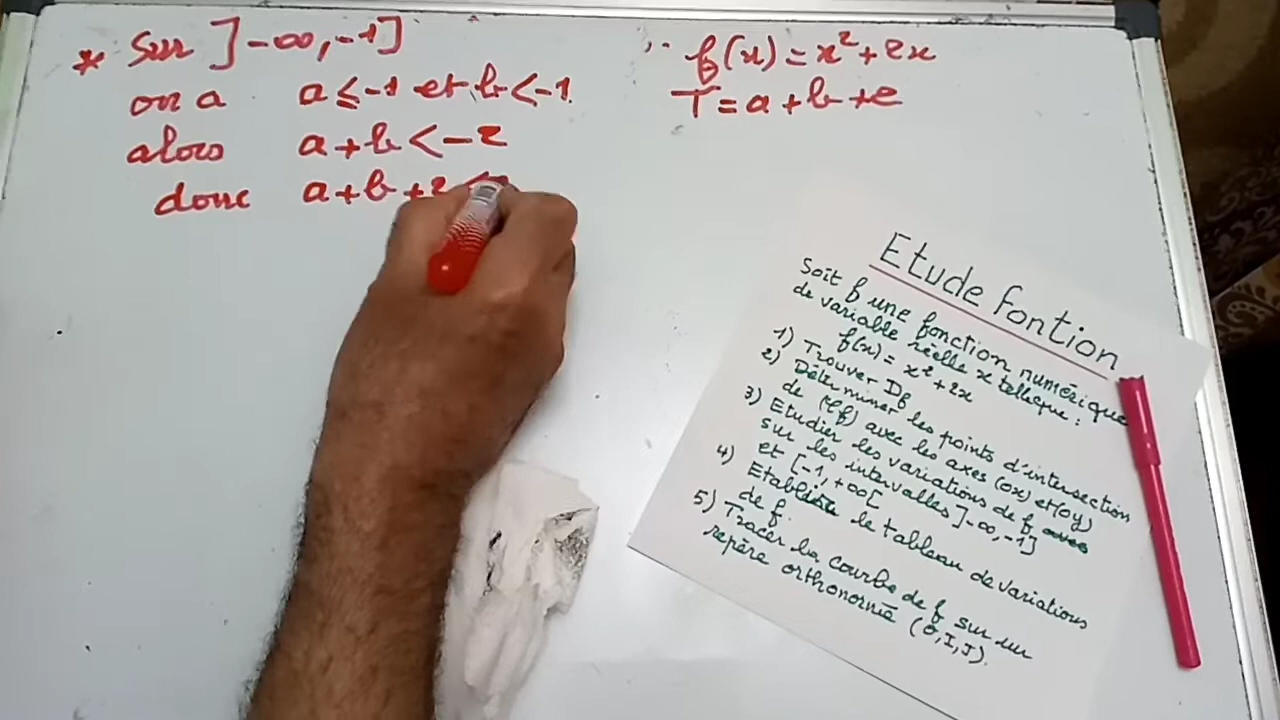 * Sur ]-∞,-1]
on a a≤-1 et b<-1
alors a+b<-2
donc a+b+2<
f(x)=x²+2x
T=a+b+2
Etude fontion
Soit f une fonction numérique
de variable réelle x telleque :
f(x)= x²+2x
1) Trouver Df
2) Déterminer les points d'intersection
de (Cf) avec les axes (ox) et (oy)
3) Etudier les variations de f
sur les intervalles ]-∞,-1]
et [-1,+∞[
4) Etablire le tableau de variations
de f.
5) Tracer la courbe de f sur un
repère orthonormé (O,I,J).